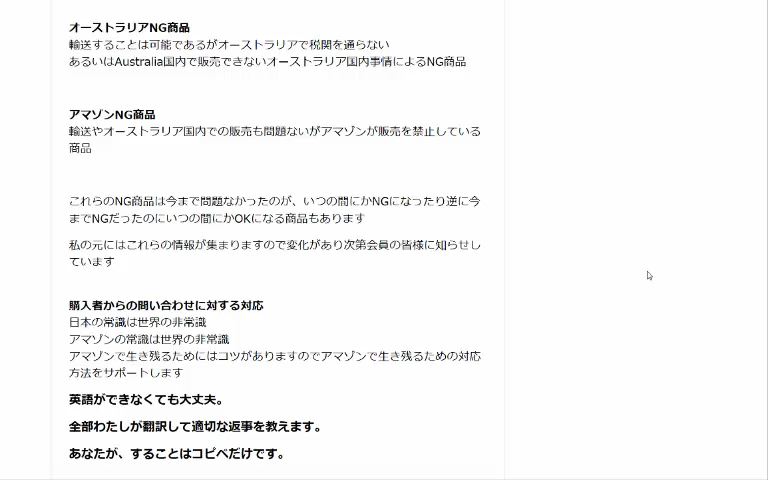 オーストラリアNG商品
輸送することは可能であるがオーストラリアで税関を通らない
あるいはAustralia国内で販売できないオーストラリア国内事情によるNG商品
アマゾンNG商品
輸送やオーストラリア国内での販売も問題ないがアマゾンが販売を禁止している
商品
これらのNG商品は今まで問題なかったのが、いつの間にかNGになったり逆に今
までNGだったのにいつの間にかOKになる商品もあります
私の元にはこれらの情報が集まりますので変化があり次第会員の皆様に知らせし
ています
購入者からの問い合わせに対する対応
日本の常識は世界の非常識
アマゾンの常識は世界の非常識
アマゾンで生き残るためにはコツがありますのでアマゾンで生き残るための対応
方法をサポートします
英語ができなくても大丈夫。
全部わたしが翻訳して適切な返事を教えます。
あなたが、することはコピペだけです。